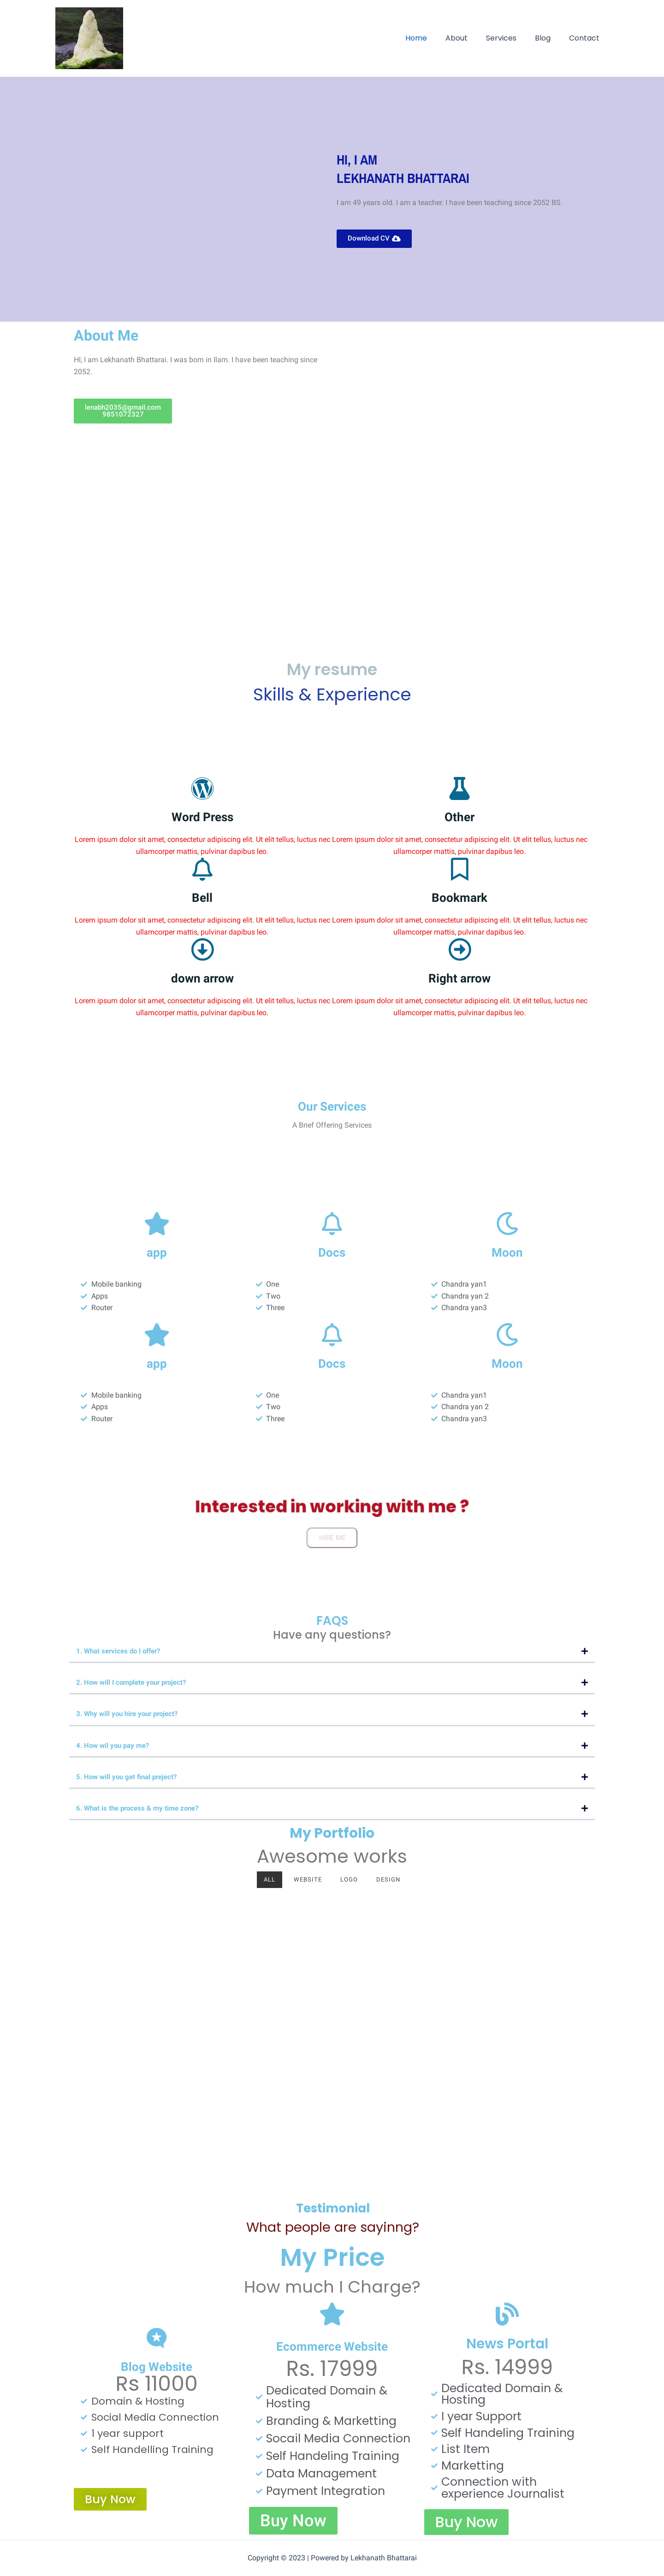 Home About Services Blog Contact
HI, I AM
LEKHANATH BHATTARAI
I am 49 years old. I am a teacher. I have been teaching since 2052 BS.
Download CV
About Me
HI, I am Lekhanath Bhattarai. I was born in Ilam. I have been teaching since
2052.
lenabh2035@gmail.com
9851072327
My resume
Skills & Experience
Word Press
Lorem ipsum dolor sit amet, consectetur adipiscing elit. Ut elit tellus, luctus nec
ullamcorper mattis, pulvinar dapibus leo.
Other
Lorem ipsum dolor sit amet, consectetur adipiscing elit. Ut elit tellus, luctus nec
ullamcorper mattis, pulvinar dapibus leo.
Bell
Lorem ipsum dolor sit amet, consectetur adipiscing elit. Ut elit tellus, luctus nec
ullamcorper mattis, pulvinar dapibus leo.
Bookmark
Lorem ipsum dolor sit amet, consectetur adipiscing elit. Ut elit tellus, luctus nec
ullamcorper mattis, pulvinar dapibus leo.
down arrow
Lorem ipsum dolor sit amet, consectetur adipiscing elit. Ut elit tellus, luctus nec
ullamcorper mattis, pulvinar dapibus leo.
Right arrow
Lorem ipsum dolor sit amet, consectetur adipiscing elit. Ut elit tellus, luctus nec
ullamcorper mattis, pulvinar dapibus leo.
Our Services
A Brief Offering Services
app
Mobile banking
Apps
Router
Docs
One
Two
Three
Moon
Chandra yan1
Chandra yan 2
Chandra yan3
app
Mobile banking
Apps
Router
Docs
One
Two
Three
Moon
Chandra yan1
Chandra yan 2
Chandra yan3
Interested in working with me ?
HIRE ME
FAQS
Have any questions?
1. What services do I offer?
2. How will I complete your project?
3. Why will you hire your project?
4. How wil you pay me?
5. How will you get final preject?
6. What is the process & my time zone?
My Portfolio
Awesome works
ALL WEBSITE LOGO DESIGN
Testimonial
What people are sayinng?
My Price
How much I Charge?
Blog Website
Rs 11000
Domain & Hosting
Social Media Connection
1 year support
Self Handelling Training
Buy Now
Ecommerce Website
Rs. 17999
Dedicated Domain &
Hosting
Branding & Marketting
Socail Media Connection
Self Handeling Training
Data Management
Payment Integration
Buy Now
News Portal
Rs. 14999
Dedicated Domain &
Hosting
I year Support
Self Handeling Training
List Item
Marketting
Connection with
experience Journalist
Buy Now
Copyright © 2023 | Powered by Lekhanath Bhattarai